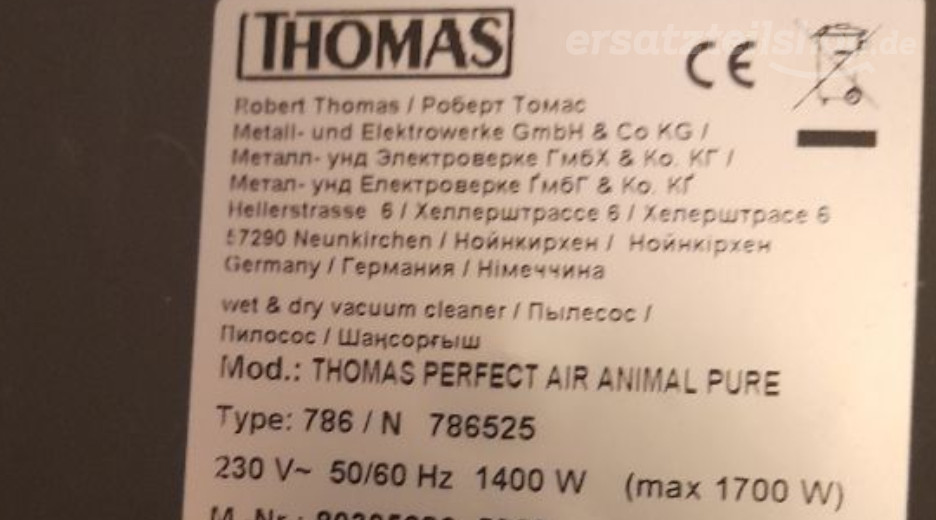 THOMAS
ersatzteilshop.de
Robert Thomas / Роберт Томас
Metall- und Elektrowerke GmbH & Co KG /
Металл- унд Электроверке ГмбХ & Ко. КГ /
Метал- унд Електроверке ҐмбГ & Ко. КҐ
Hellerstrasse 6 / Хеллерштрассе 6 / Хелерштрасе 6
57290 Neunkirchen / Нойнкирхен / Нойнкірхен
Germany / Германия / Німеччина
wet & dry vacuum cleaner / Пылесос /
Пилосос / Шаңсорғыш
Mod.: THOMAS PERFECT AIR ANIMAL PURE
Type: 786 / N 786525
230 V~ 50/60 Hz 1400 W (max 1700 W)
M. Nr.: